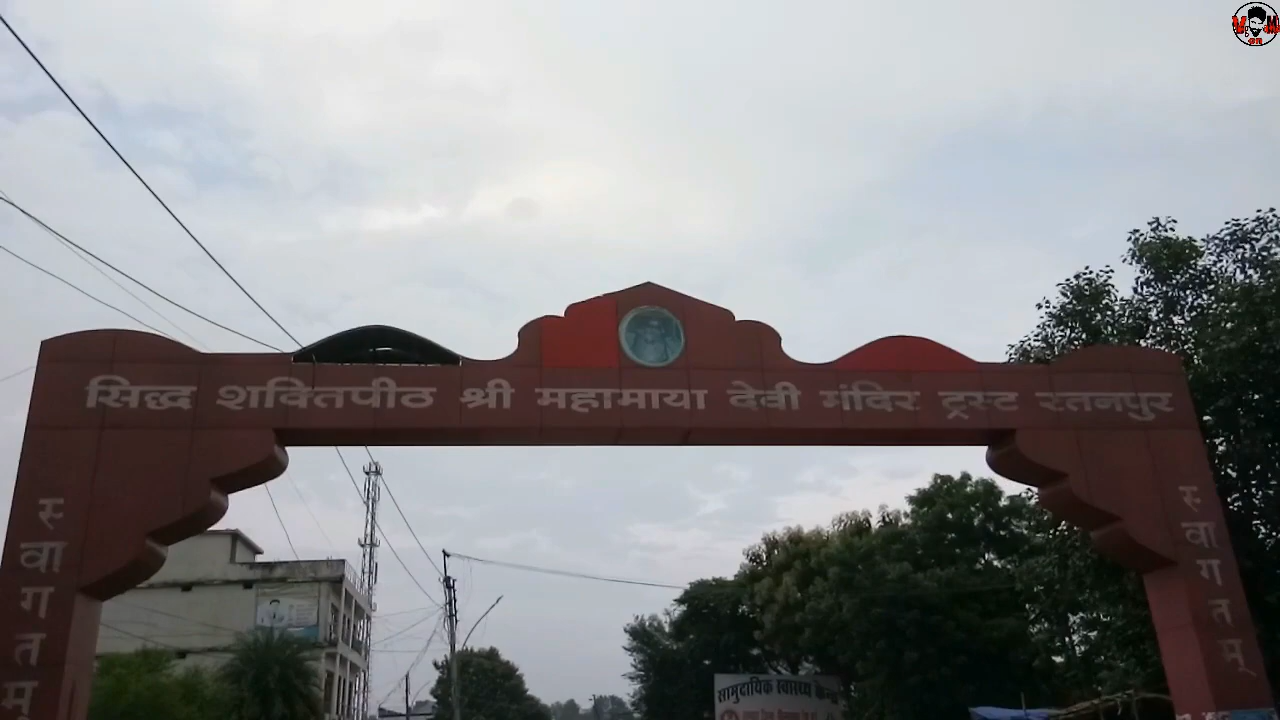 सिद्ध शक्तिपीठ श्री महामाया देवी मंदिर ट्रस्ट रतनपुर
स्वागतम्
स्वागतम्
सामुदायिक स्वास्थ्य केन्द्र